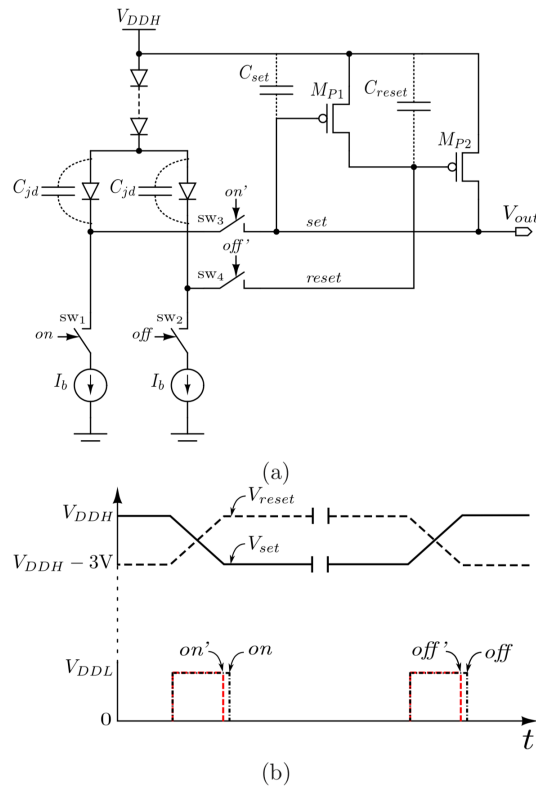 V_DDH
C_set
M_P1
C_reset
M_P2
C_jd
C_jd
on'
sw_3
set
V_out
off'
sw_4
reset
sw_1
sw_2
on
off
I_b
I_b
(a)
V_DDH
V_reset
V_set
V_DDH − 3V
on'
on
off'
off
V_DDL
0
t
(b)